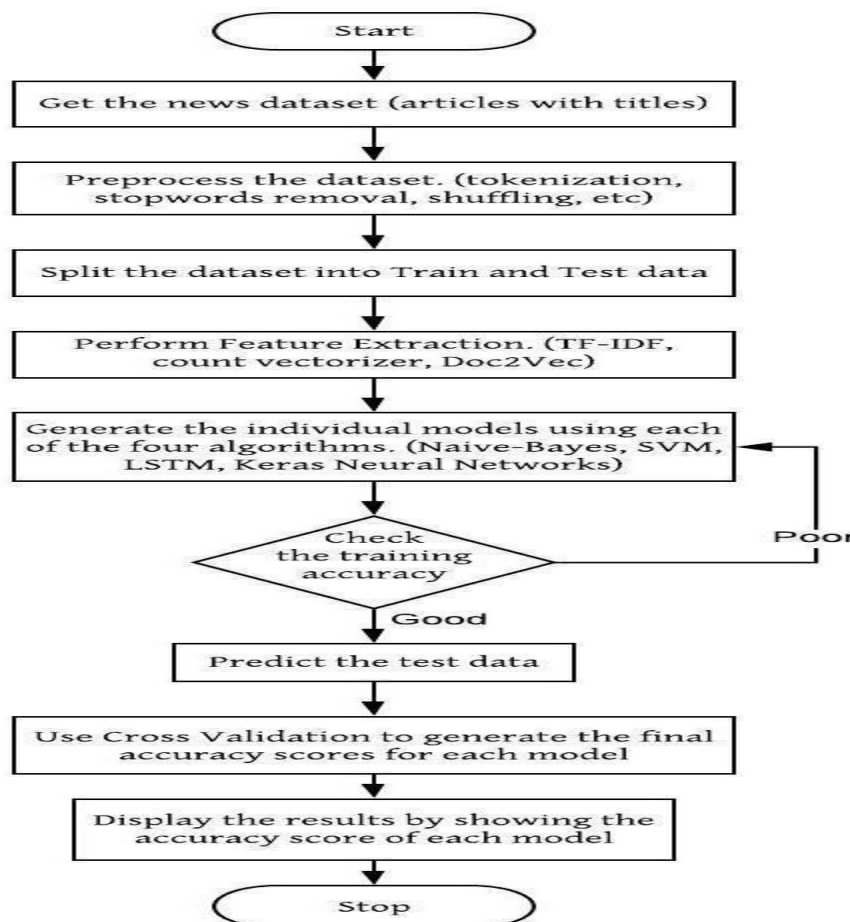 Start
Get the news dataset (articles with titles)
Preprocess the dataset. (tokenization,
stopwords removal, shuffling, etc)
Split the dataset into Train and Test data
Perform Feature Extraction. (TF-IDF,
count vectorizer, Doc2Vec)
Generate the individual models using each
of the four algorithms. (Naive-Bayes, SVM,
LSTM, Keras Neural Networks)
Check
the training
accuracy
Poor
Good
Predict the test data
Use Cross Validation to generate the final
accuracy scores for each model
Display the results by showing the
accuracy score of each model
Stop